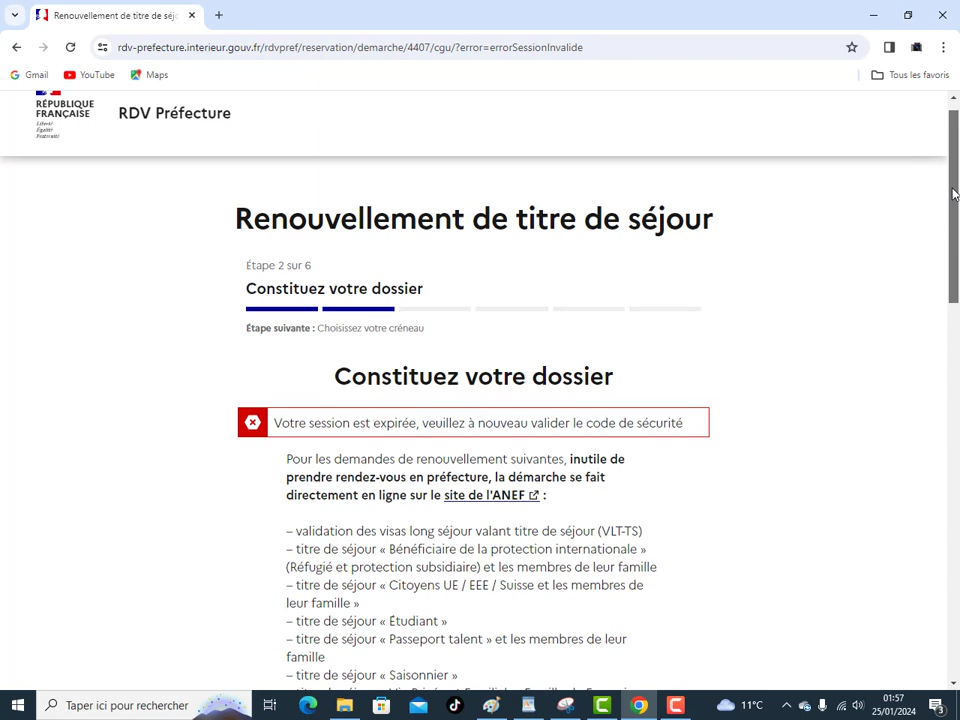 Renouvellement de titre de séj
rdv-prefecture.interieur.gouv.fr/rdvpref/reservation/demarche/4407/cgu/?error=errorSessionInvalide
Gmail
YouTube
Maps
Tous les favoris
RÉPUBLIQUE
FRANÇAISE
Liberté
Égalité
Fraternité
RDV Préfecture
Renouvellement de titre de séjour
Étape 2 sur 6
Constituez votre dossier
Étape suivante : Choisissez votre créneau
Constituez votre dossier
Votre session est expirée, veuillez à nouveau valider le code de sécurité
Pour les demandes de renouvellement suivantes, inutile de
prendre rendez-vous en préfecture, la démarche se fait
directement en ligne sur le site de l'ANEF :
– validation des visas long séjour valant titre de séjour (VLT-TS)
– titre de séjour « Bénéficiaire de la protection internationale »
(Réfugié et protection subsidiaire) et les membres de leur famille
– titre de séjour « Citoyens UE / EEE / Suisse et les membres de
leur famille »
– titre de séjour « Étudiant »
– titre de séjour « Passeport talent » et les membres de leur
famille
– titre de séjour « Saisonnier »
Taper ici pour rechercher
11°C
01:57
25/01/2024
3